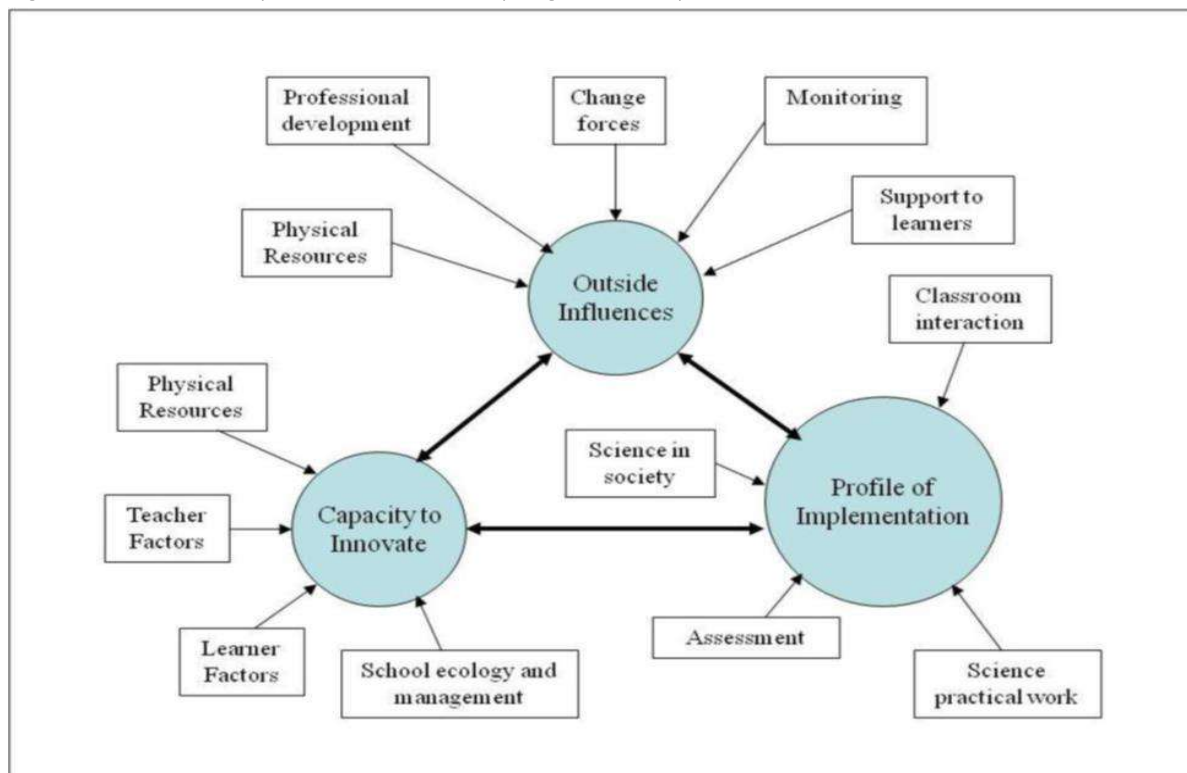 Professional
development
Change
forces
Monitoring
Physical
Resources
Support to
learners
Outside
Influences
Classroom
interaction
Physical
Resources
Science in
society
Profile of
Implementation
Teacher
Factors
Capacity to
Innovate
Learner
Factors
School ecology and
management
Assessment
Science
practical work